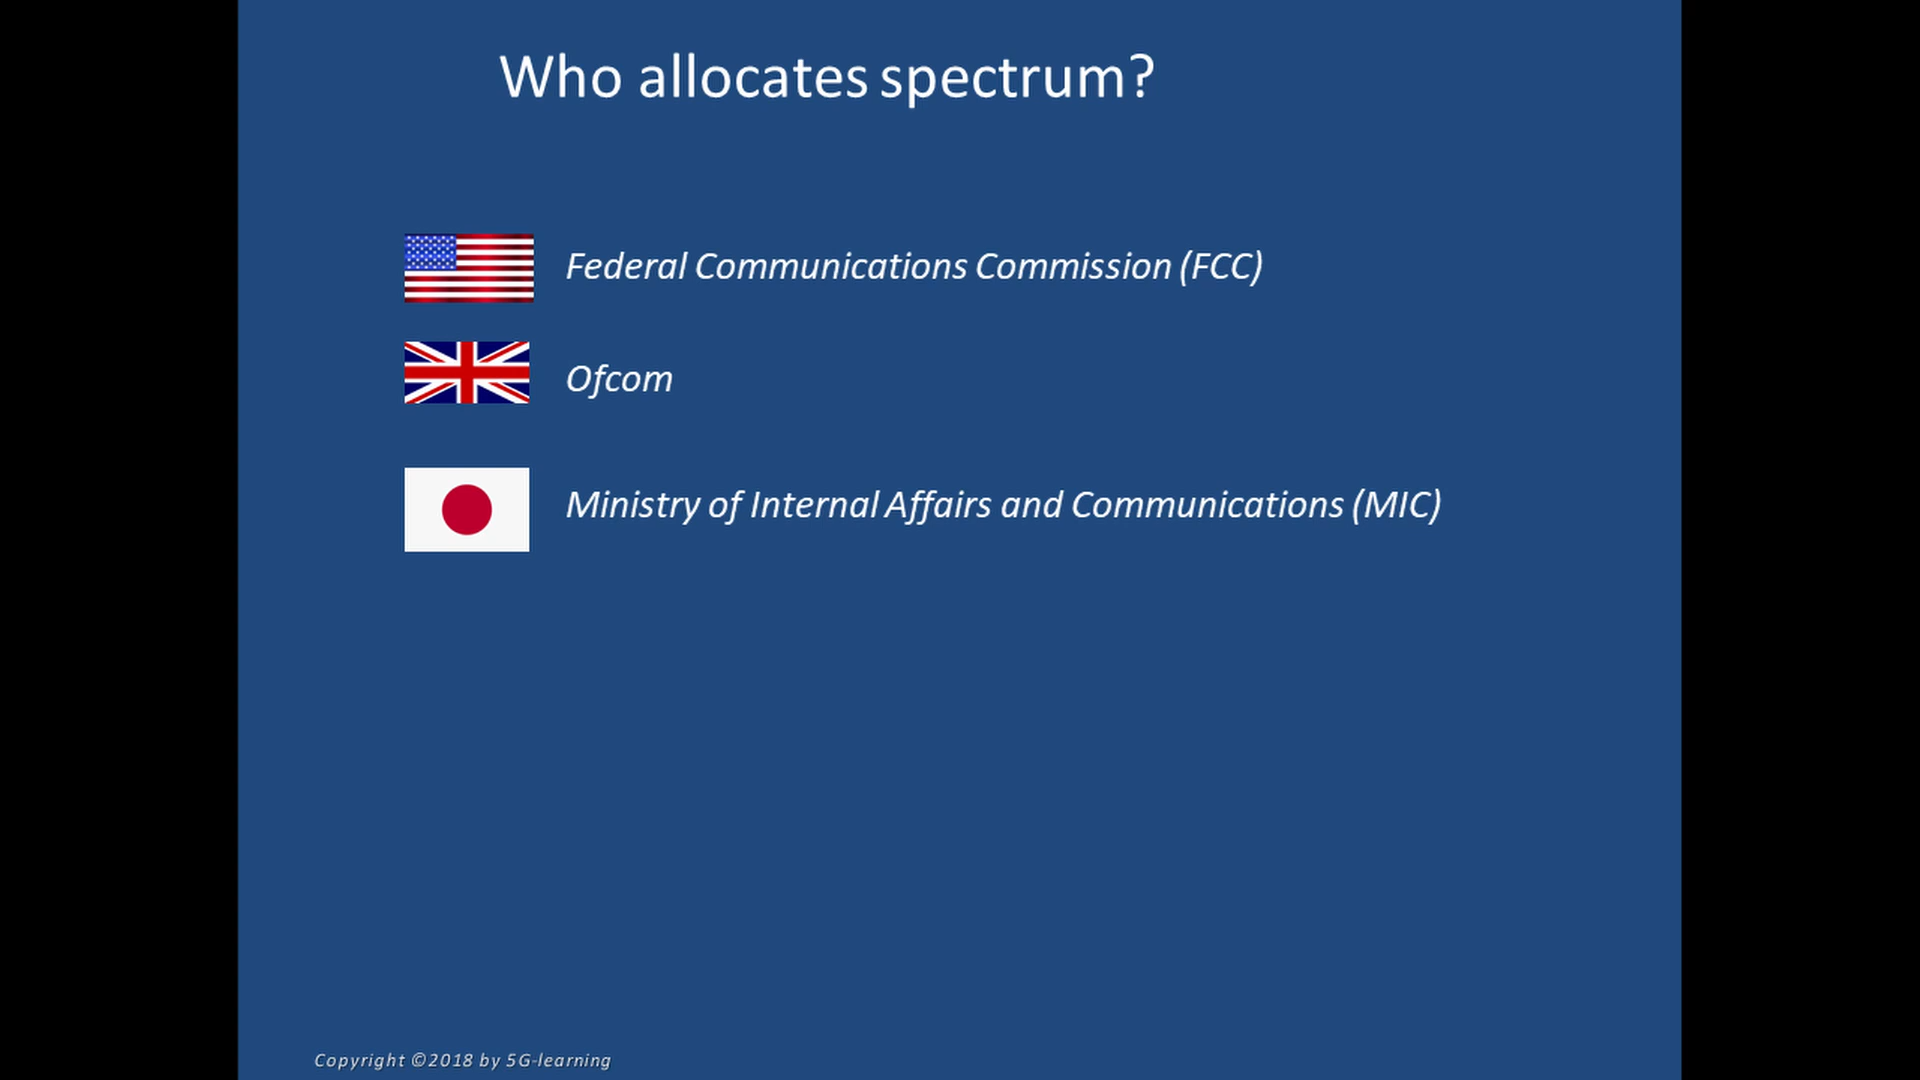 Who allocates spectrum?
Federal Communications Commission (FCC)
Ofcom
Ministry of Internal Affairs and Communications (MIC)
Copyright ©2018 by 5G-learning